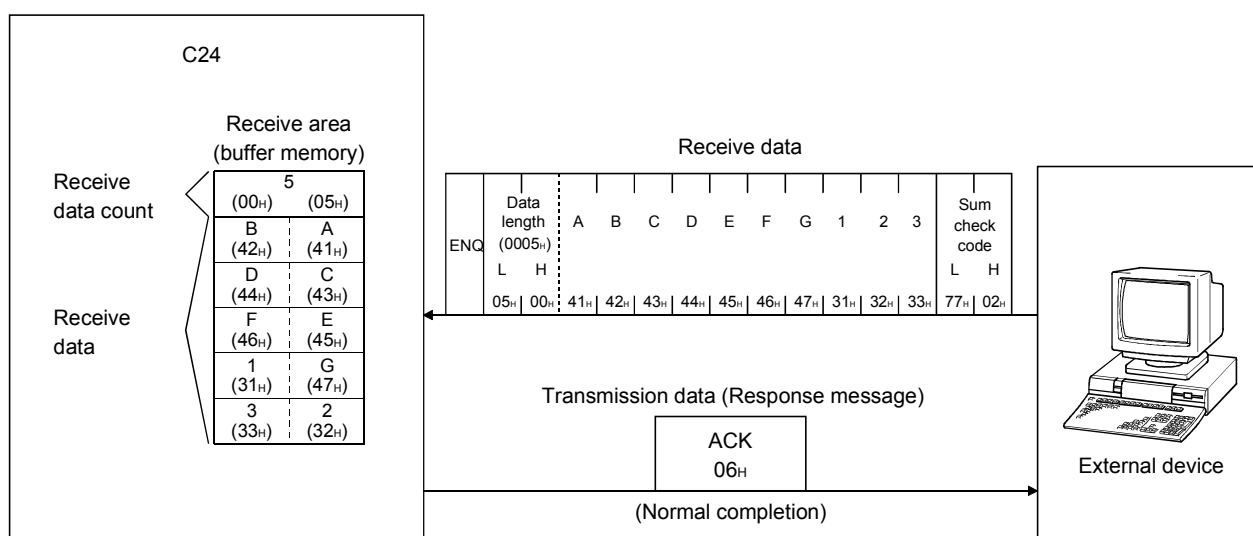 C24
Receive area
(buffer memory)
Receive
data count
5
(00H) (05H)
B A
(42H) (41H)
D C
(44H) (43H)
F E
(46H) (45H)
1 G
(31H) (47H)
3 2
(33H) (32H)
Receive
data
Receive data
ENQ
Data
length
(0005H)
L H
05H 00H
A B C D E F G 1 2 3
41H 42H 43H 44H 45H 46H 47H 31H 32H 33H
Sum
check
code
L H
77H 02H
Transmission data (Response message)
ACK
06H
(Normal completion)
External device